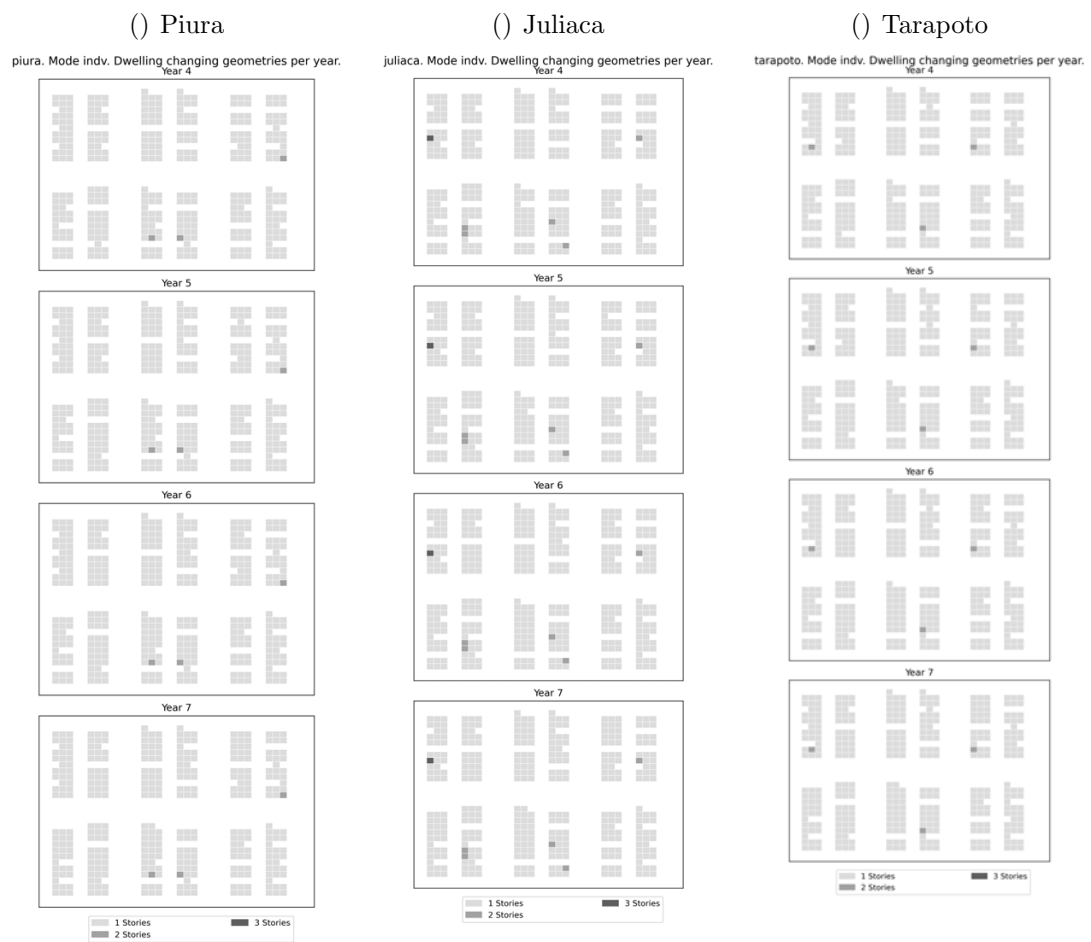 () Piura
piura. Mode indv. Dwelling changing geometries per year.
Year 4
Year 5
Year 6
Year 7
1 Stories
2 Stories
3 Stories
() Juliaca
juliaca. Mode indv. Dwelling changing geometries per year.
Year 4
Year 5
Year 6
Year 7
1 Stories
2 Stories
3 Stories
() Tarapoto
tarapoto. Mode indv. Dwelling changing geometries per year.
Year 4
Year 5
Year 6
Year 7
1 Stories
2 Stories
3 Stories